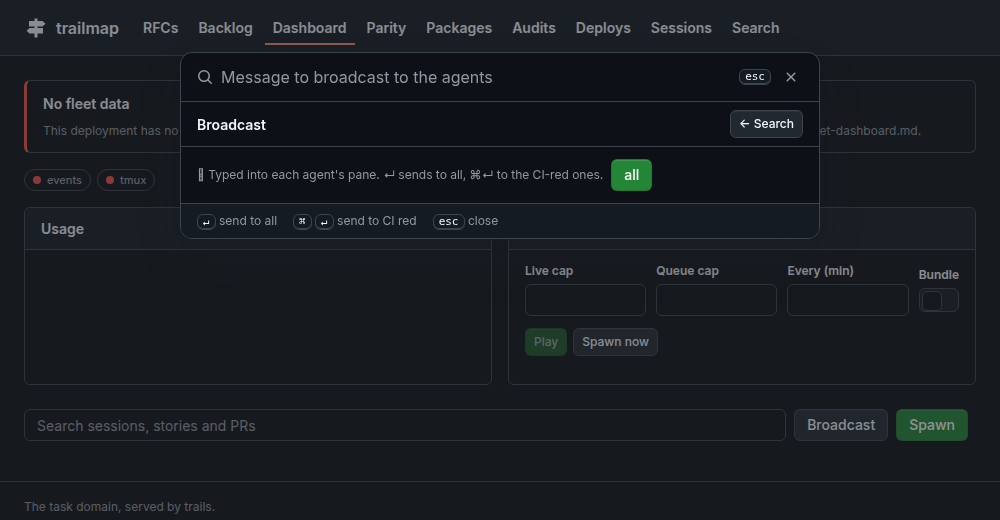 trailmap RFCs Backlog Dashboard Parity Packages Audits Deploys Sessions Search
Message to broadcast to the agents esc
No fleet data
Broadcast ← Search
This deployment has no
et-dashboard.md.
events tmux
Typed into each agent's pane. ↵ sends to all, ⌘↵ to the CI-red ones. all
↵ send to all ⌘ ↵ send to CI red esc close
Usage
Live cap Queue cap Every (min) Bundle
Play Spawn now
Search sessions, stories and PRs Broadcast Spawn
The task domain, served by trails.